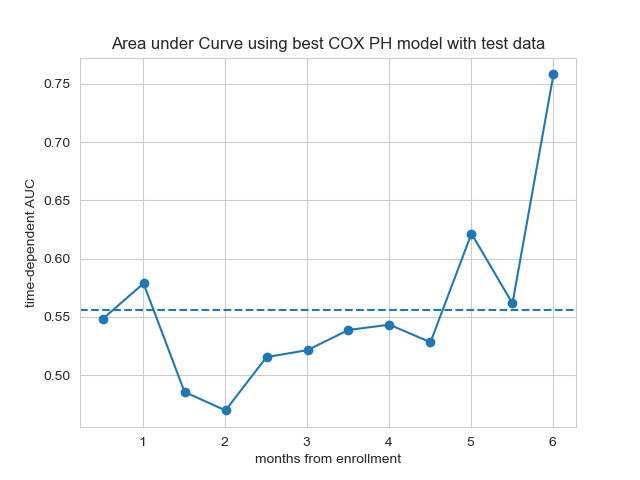 Area under Curve using best COX PH model with test data
time-dependent AUC
0.75
0.70
0.65
0.60
0.55
0.50
1 2 3 4 5 6
months from enrollment